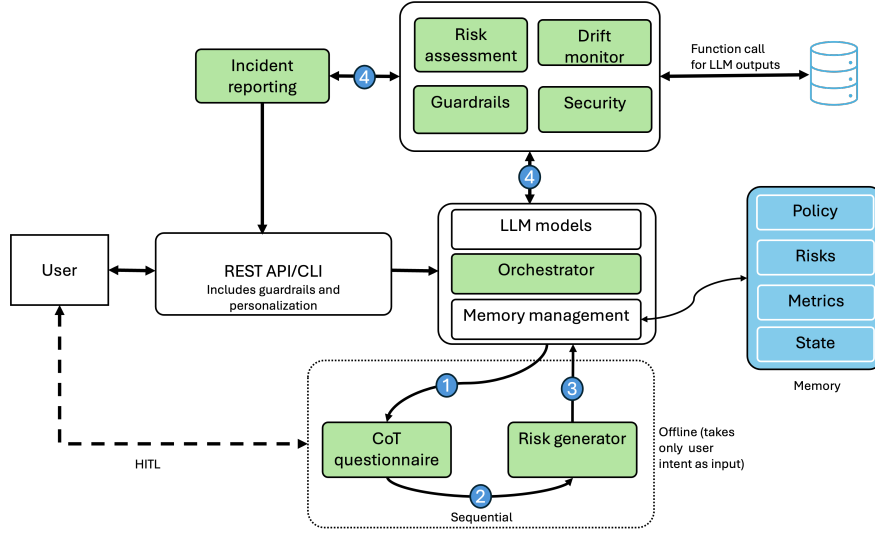 Risk
assessment
Drift
monitor
Guardrails
Security
Incident
reporting
4
Function call
for LLM outputs
4
LLM models
Orchestrator
Memory management
User
REST API/CLI
Includes guardrails and
personalization
Policy
Risks
Metrics
State
Memory
1
3
CoT
questionnaire
Risk generator
2
Sequential
Offline (takes
only user
intent as input)
HITL